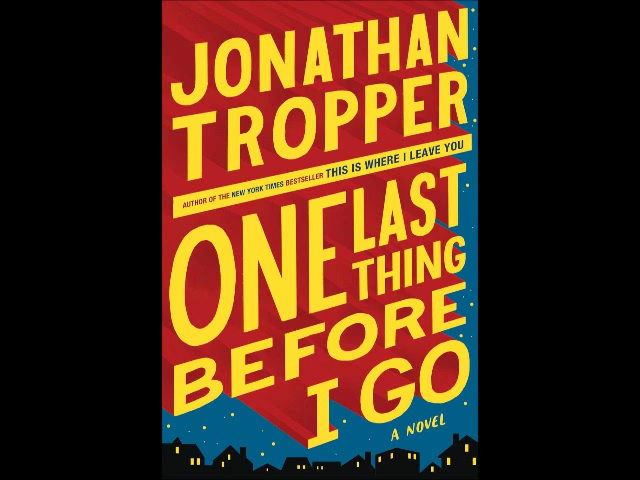 JONATHAN
TROPPER
AUTHOR OF THE NEW YORK TIMES BESTSELLER THIS IS WHERE I LEAVE YOU
ONE LAST
THING
BEFORE
I GO
A NOVEL